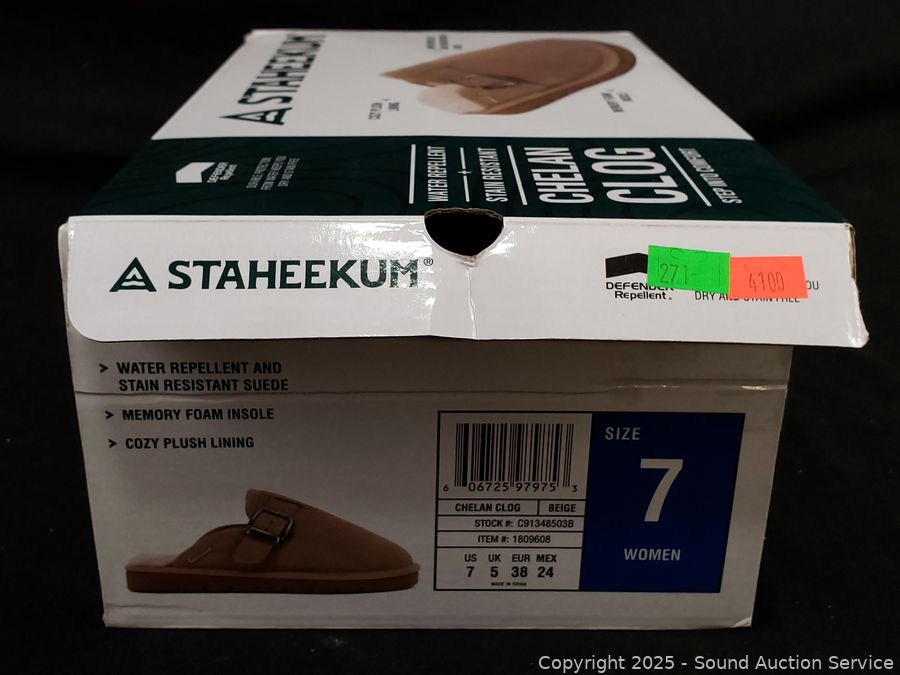 STAHEEKUM
DEFENDER
Repellent
WATER REPELLENT
STAIN RESISTANT
CHELAN
CLOG
STEP INTO COMFORT
STAHEEKUM®
DEFENDER
Repellent.
271-
4100
OU
DRY AND STAIN FREE
> WATER REPELLENT AND
STAIN RESISTANT SUEDE
> MEMORY FOAM INSOLE
> COZY PLUSH LINING
6 06725 97975 3
CHELAN CLOG BEIGE
STOCK #: C91348503B
ITEM #: 1809608
US UK EUR MEX
7 5 38 24
MADE IN CHINA
SIZE
7
WOMEN
Copyright © 2025 - Sound Auction Service